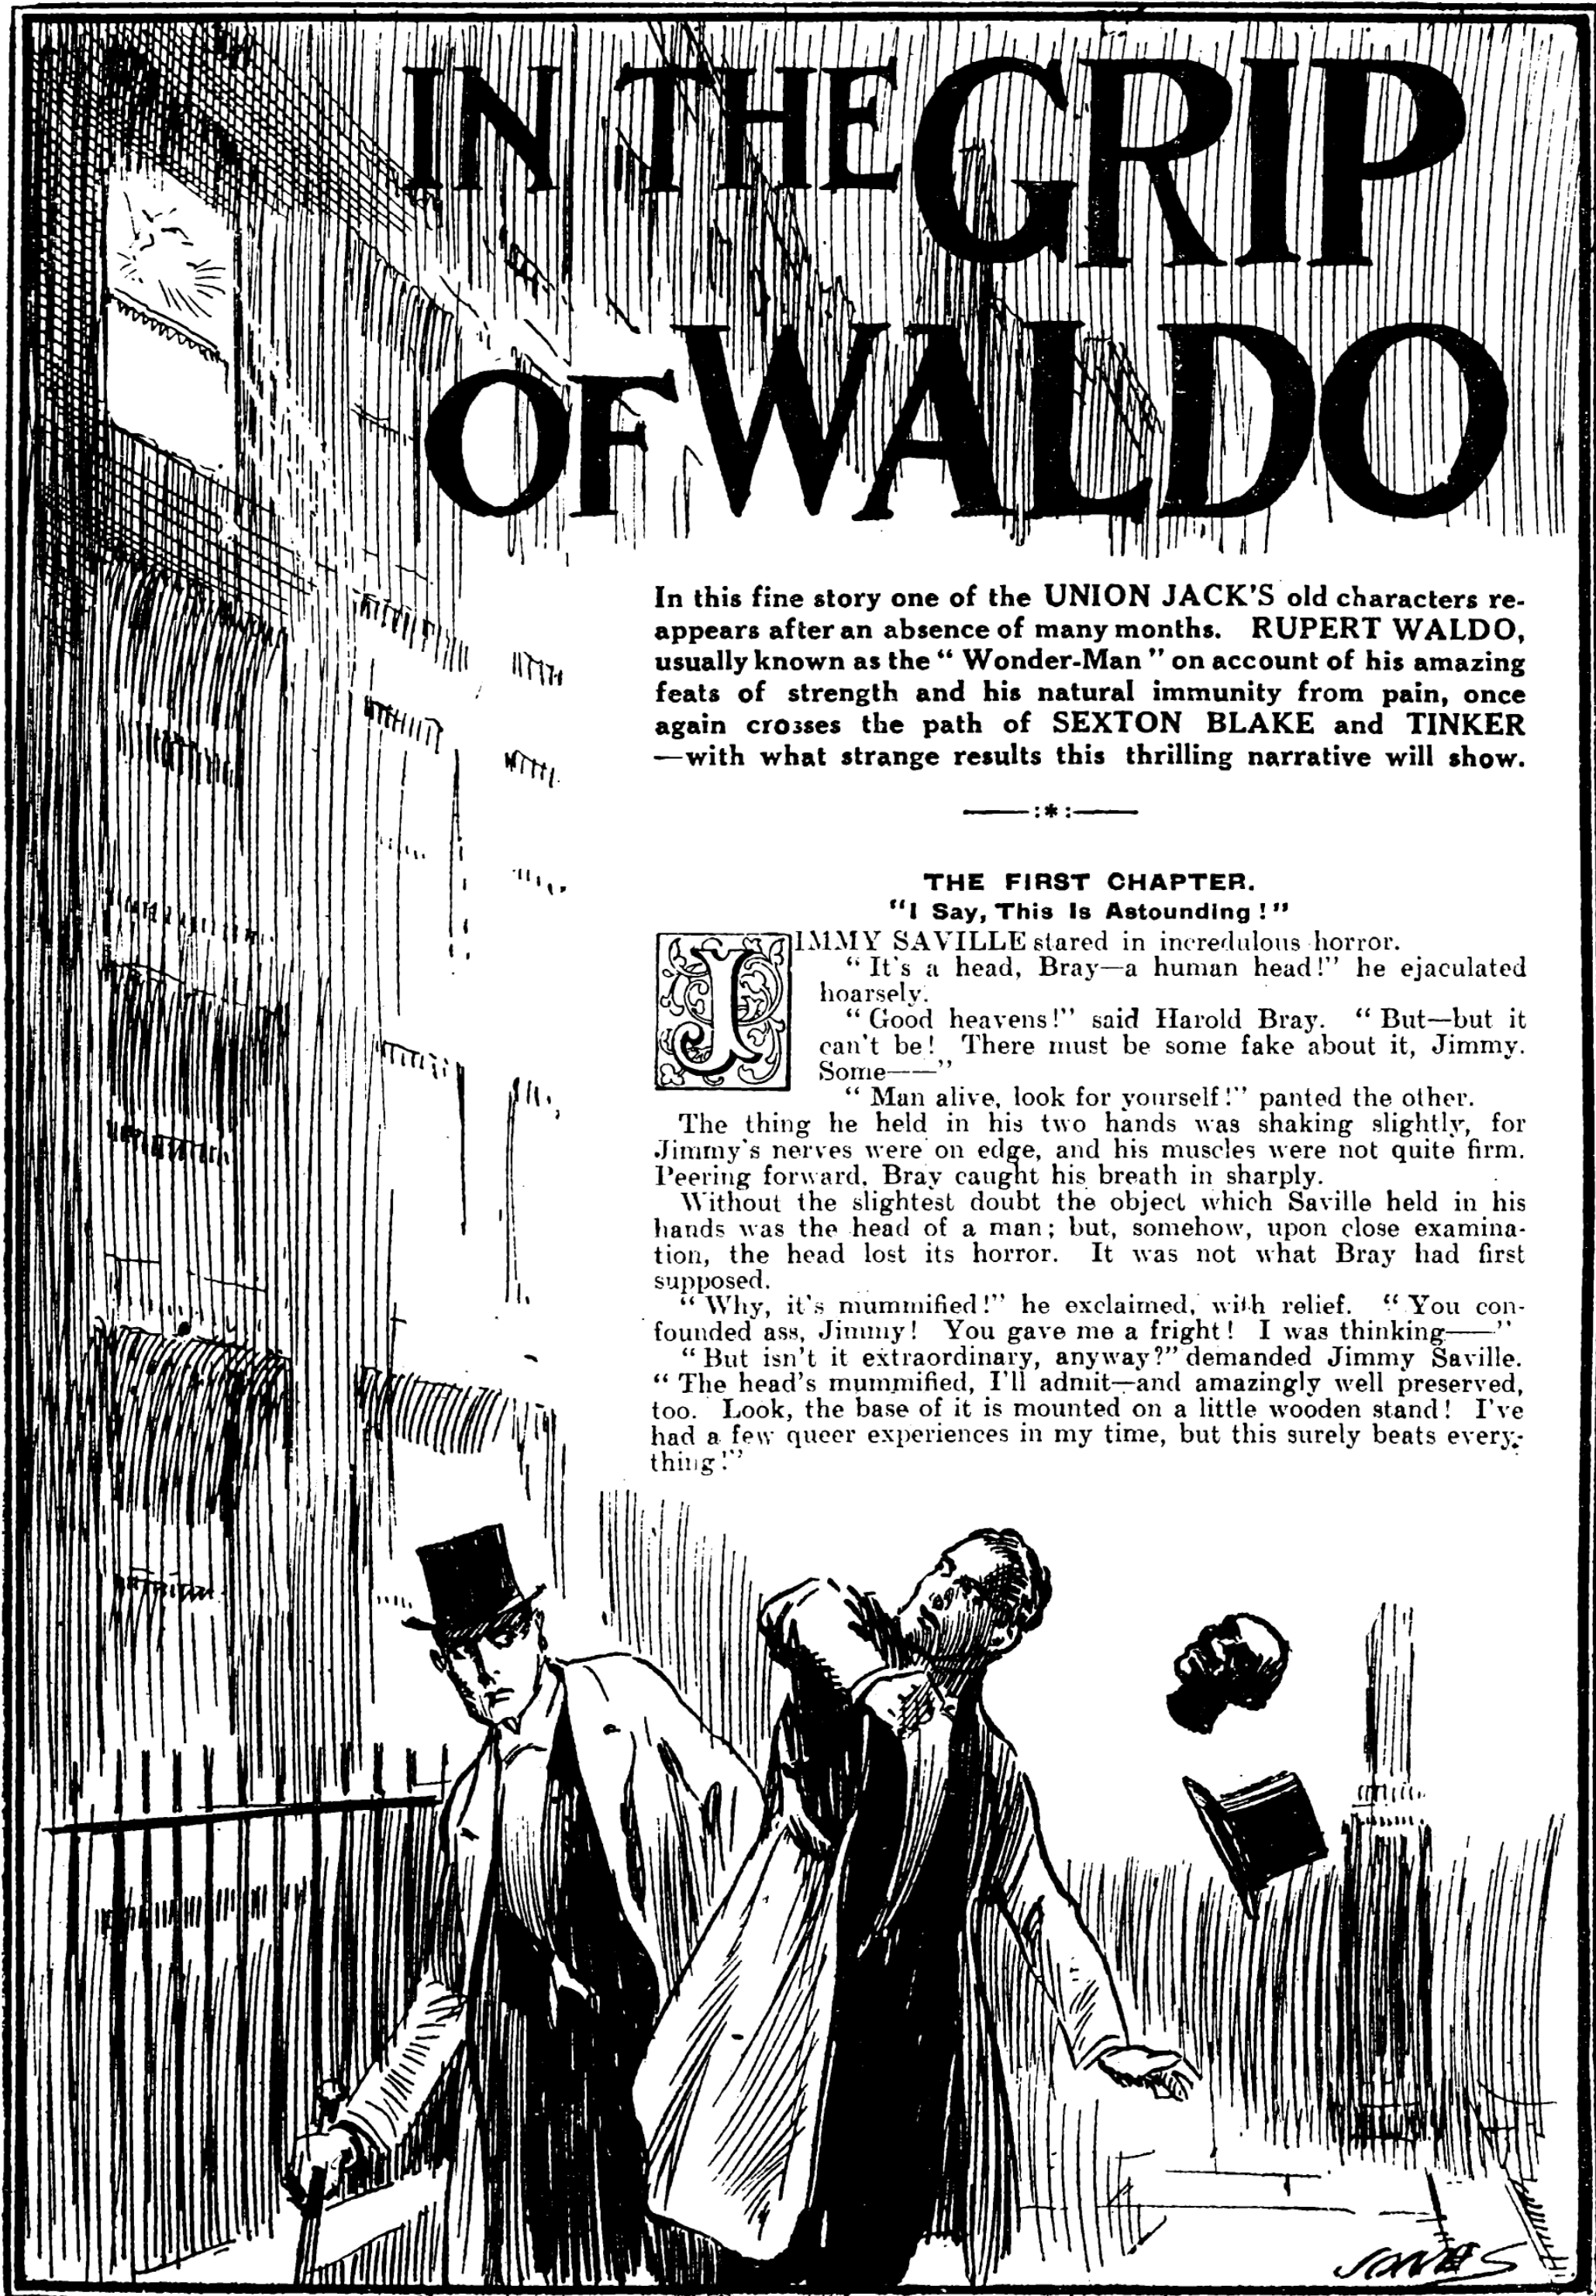 IN THE GRIP
OF WALDO
In this fine story one of the UNION JACK'S old characters re-
appears after an absence of many months. RUPERT WALDO,
usually known as the “ Wonder-Man ” on account of his amazing
feats of strength and his natural immunity from pain, once
again crosses the path of SEXTON BLAKE and TINKER
—with what strange results this thrilling narrative will show.
——:*:——
THE FIRST CHAPTER.
“I Say, This Is Astounding !”
JIMMY SAVILLE stared in incredulous horror.
“ It's a head, Bray—a human head!” he ejaculated
hoarsely.
“ Good heavens!” said Harold Bray. “ But—but it
can't be! There must be some fake about it, Jimmy.
Some——”
“ Man alive, look for yourself!” panted the other.
The thing he held in his two hands was shaking slightly, for
Jimmy's nerves were on edge, and his muscles were not quite firm.
Peering forward, Bray caught his breath in sharply.
Without the slightest doubt the object which Saville held in his
hands was the head of a man; but, somehow, upon close examina-
tion, the head lost its horror. It was not what Bray had first
supposed.
“ Why, it's mummified!” he exclaimed, with relief. “ You con-
founded ass, Jimmy! You gave me a fright! I was thinking——”
“ But isn't it extraordinary, anyway?” demanded Jimmy Saville.
“ The head's mummified, I'll admit—and amazingly well preserved,
too. Look, the base of it is mounted on a little wooden stand! I've
had a few queer experiences in my time, but this surely beats every-
thing!”